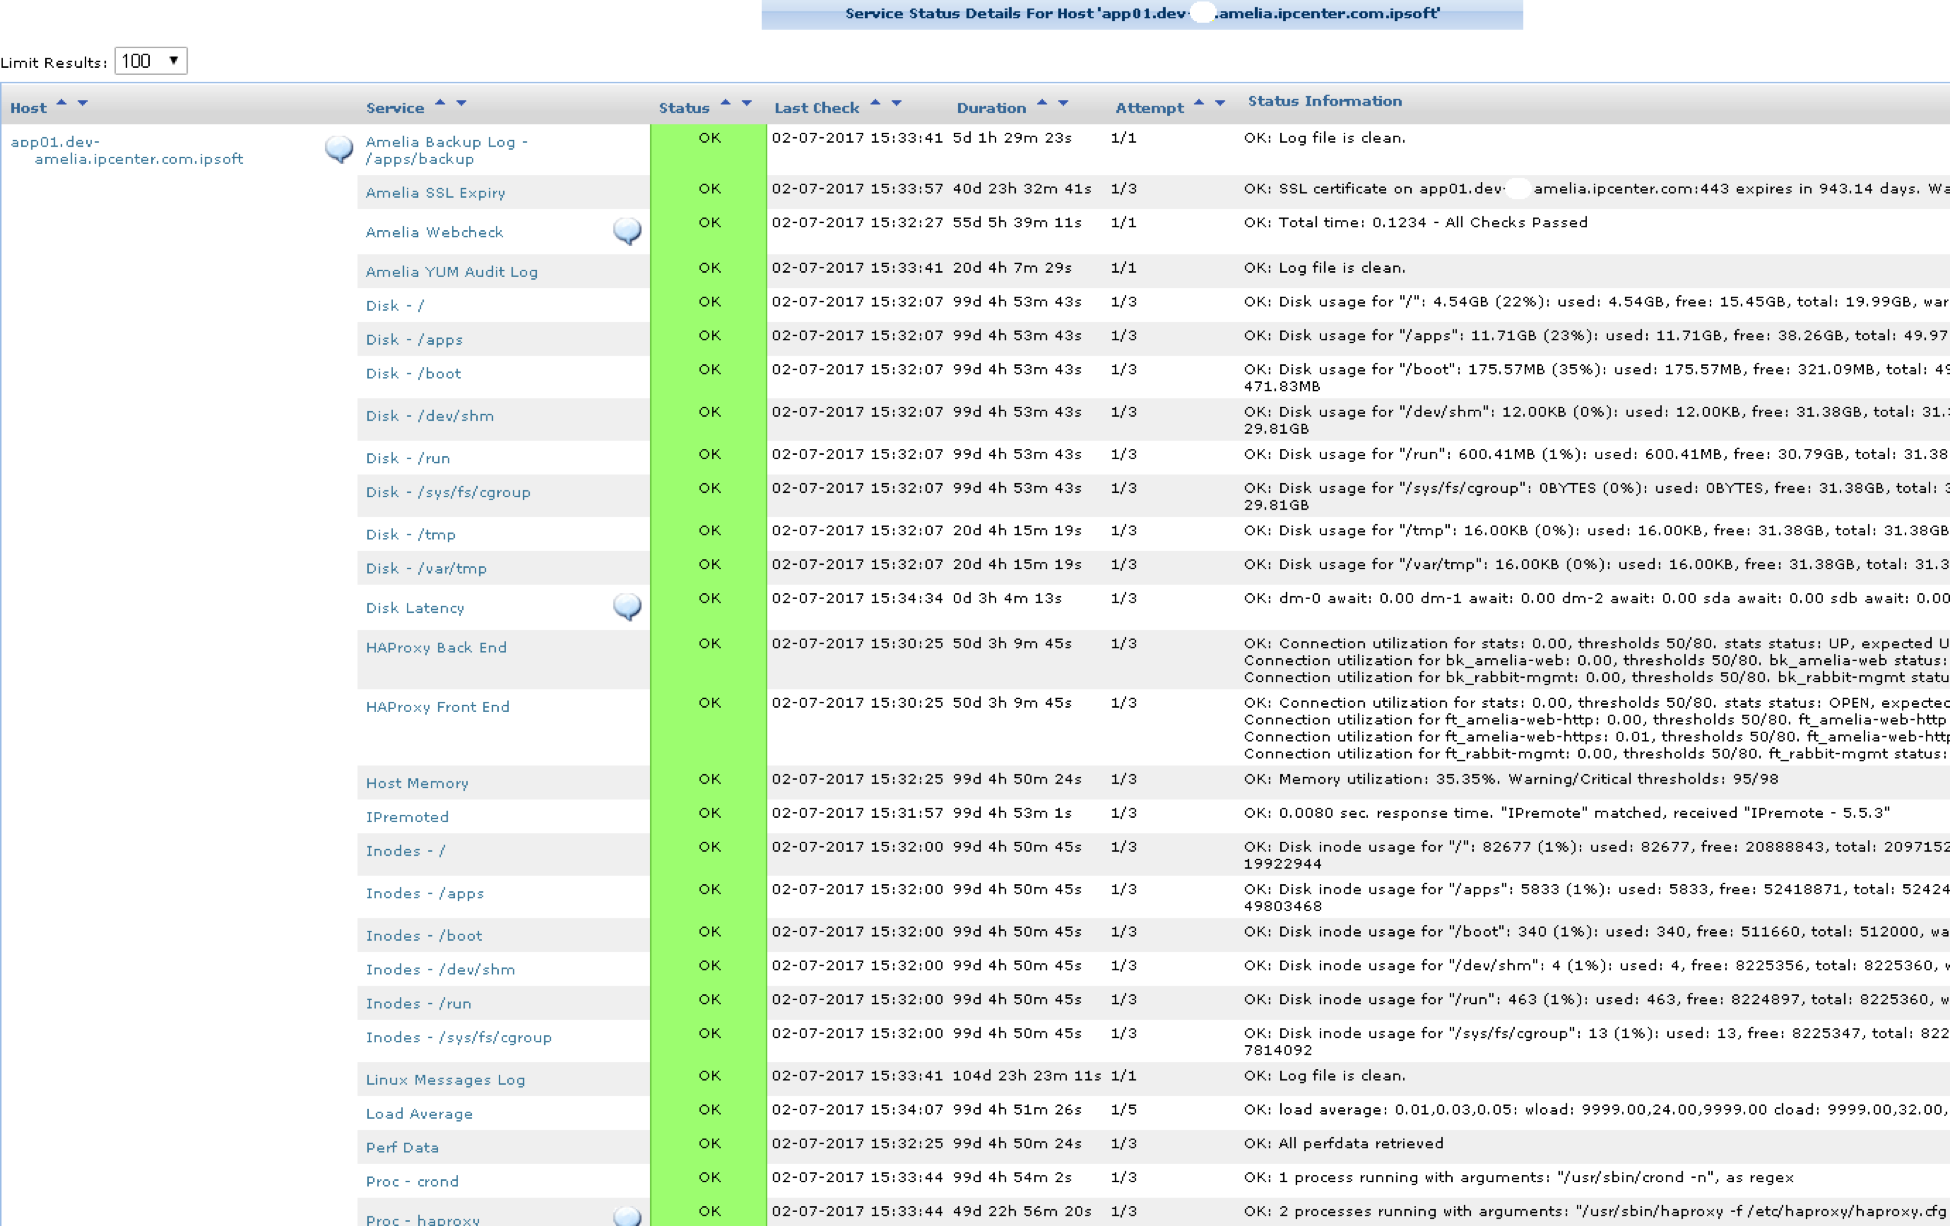 Service Status Details For Host 'app01.dev- .amelia.ipcenter.com.ipsoft'
Limit Results: 100
Host Service Status Last Check Duration Attempt Status Information
app01.dev-
amelia.ipcenter.com.ipsoft
Amelia Backup Log -
/apps/backup
OK 02-07-2017 15:33:41 5d 1h 29m 23s 1/1 OK: Log file is clean.
Amelia SSL Expiry OK 02-07-2017 15:33:57 40d 23h 32m 41s 1/3 OK: SSL certificate on app01.dev- amelia.ipcenter.com:443 expires in 943.14 days. Wa
Amelia Webcheck OK 02-07-2017 15:32:27 55d 5h 39m 11s 1/1 OK: Total time: 0.1234 - All Checks Passed
Amelia YUM Audit Log OK 02-07-2017 15:33:41 20d 4h 7m 29s 1/1 OK: Log file is clean.
Disk - / OK 02-07-2017 15:32:07 99d 4h 53m 43s 1/3 OK: Disk usage for "/": 4.54GB (22%): used: 4.54GB, free: 15.45GB, total: 19.99GB, war
Disk - /apps OK 02-07-2017 15:32:07 99d 4h 53m 43s 1/3 OK: Disk usage for "/apps": 11.71GB (23%): used: 11.71GB, free: 38.26GB, total: 49.97
Disk - /boot OK 02-07-2017 15:32:07 99d 4h 53m 43s 1/3 OK: Disk usage for "/boot": 175.57MB (35%): used: 175.57MB, free: 321.09MB, total: 49
471.83MB
Disk - /dev/shm OK 02-07-2017 15:32:07 99d 4h 53m 43s 1/3 OK: Disk usage for "/dev/shm": 12.00KB (0%): used: 12.00KB, free: 31.38GB, total: 31.
29.81GB
Disk - /run OK 02-07-2017 15:32:07 99d 4h 53m 43s 1/3 OK: Disk usage for "/run": 600.41MB (1%): used: 600.41MB, free: 30.79GB, total: 31.38
Disk - /sys/fs/cgroup OK 02-07-2017 15:32:07 99d 4h 53m 43s 1/3 OK: Disk usage for "/sys/fs/cgroup": 0BYTES (0%): used: 0BYTES, free: 31.38GB, total: 3
29.81GB
Disk - /tmp OK 02-07-2017 15:32:07 20d 4h 15m 19s 1/3 OK: Disk usage for "/tmp": 16.00KB (0%): used: 16.00KB, free: 31.38GB, total: 31.38GB
Disk - /var/tmp OK 02-07-2017 15:32:07 20d 4h 15m 19s 1/3 OK: Disk usage for "/var/tmp": 16.00KB (0%): used: 16.00KB, free: 31.38GB, total: 31.3
Disk Latency OK 02-07-2017 15:34:34 0d 3h 4m 13s 1/3 OK: dm-0 await: 0.00 dm-1 await: 0.00 dm-2 await: 0.00 sda await: 0.00 sdb await: 0.00
HAProxy Back End OK 02-07-2017 15:30:25 50d 3h 9m 45s 1/3 OK: Connection utilization for stats: 0.00, thresholds 50/80. stats status: UP, expected U
Connection utilization for bk_amelia-web: 0.00, thresholds 50/80. bk_amelia-web status:
Connection utilization for bk_rabbit-mgmt: 0.00, thresholds 50/80. bk_rabbit-mgmt statu
HAProxy Front End OK 02-07-2017 15:30:25 50d 3h 9m 45s 1/3 OK: Connection utilization for stats: 0.00, thresholds 50/80. stats status: OPEN, expected
Connection utilization for ft_amelia-web-http: 0.00, thresholds 50/80. ft_amelia-web-http
Connection utilization for ft_amelia-web-https: 0.01, thresholds 50/80. ft_amelia-web-http
Connection utilization for ft_rabbit-mgmt: 0.00, thresholds 50/80. ft_rabbit-mgmt status:
Host Memory OK 02-07-2017 15:32:25 99d 4h 50m 24s 1/3 OK: Memory utilization: 35.35%. Warning/Critical thresholds: 95/98
IPremoted OK 02-07-2017 15:31:57 99d 4h 53m 1s 1/3 OK: 0.0080 sec. response time. "IPremote" matched, received "IPremote - 5.5.3"
Inodes - / OK 02-07-2017 15:32:00 99d 4h 50m 45s 1/3 OK: Disk inode usage for "/": 82677 (1%): used: 82677, free: 20888843, total: 2097152
19922944
Inodes - /apps OK 02-07-2017 15:32:00 99d 4h 50m 45s 1/3 OK: Disk inode usage for "/apps": 5833 (1%): used: 5833, free: 52418871, total: 52424
49803468
Inodes - /boot OK 02-07-2017 15:32:00 99d 4h 50m 45s 1/3 OK: Disk inode usage for "/boot": 340 (1%): used: 340, free: 511660, total: 512000, wa
Inodes - /dev/shm OK 02-07-2017 15:32:00 99d 4h 50m 45s 1/3 OK: Disk inode usage for "/dev/shm": 4 (1%): used: 4, free: 8225356, total: 8225360, w
Inodes - /run OK 02-07-2017 15:32:00 99d 4h 50m 45s 1/3 OK: Disk inode usage for "/run": 463 (1%): used: 463, free: 8224897, total: 8225360, w
Inodes - /sys/fs/cgroup OK 02-07-2017 15:32:00 99d 4h 50m 45s 1/3 OK: Disk inode usage for "/sys/fs/cgroup": 13 (1%): used: 13, free: 8225347, total: 822
7814092
Linux Messages Log OK 02-07-2017 15:33:41 104d 23h 23m 11s 1/1 OK: Log file is clean.
Load Average OK 02-07-2017 15:34:07 99d 4h 51m 26s 1/5 OK: load average: 0.01,0.03,0.05: wload: 9999.00,24.00,9999.00 cload: 9999.00,32.00,
Perf Data OK 02-07-2017 15:32:25 99d 4h 50m 24s 1/3 OK: All perfdata retrieved
Proc - crond OK 02-07-2017 15:33:44 99d 4h 54m 2s 1/3 OK: 1 process running with arguments: "/usr/sbin/crond -n", as regex
Proc - haproxy OK 02-07-2017 15:33:44 49d 22h 56m 20s 1/3 OK: 2 processes running with arguments: "/usr/sbin/haproxy -f /etc/haproxy/haproxy.cfg